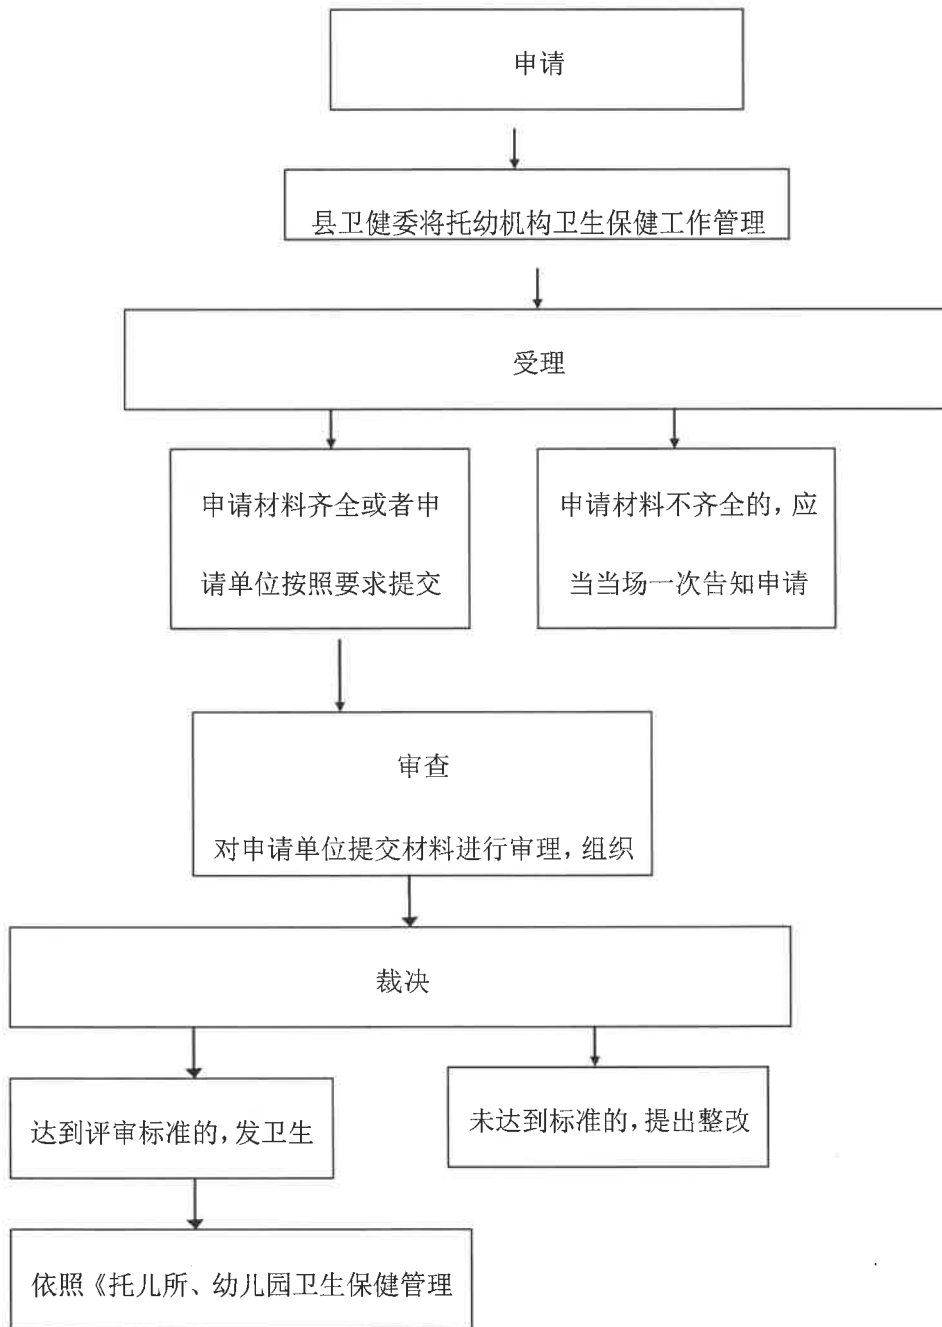 申请
县卫健委将托幼机构卫生保健工作管理
受理
申请材料齐全或者申
请单位按照要求提交
申请材料不齐全的，应
当当场一次告知申请
审查
对申请单位提交材料进行审理，组织
裁决
达到评审标准的，发卫生
未达到标准的，提出整改
依照《托儿所、幼儿园卫生保健管理